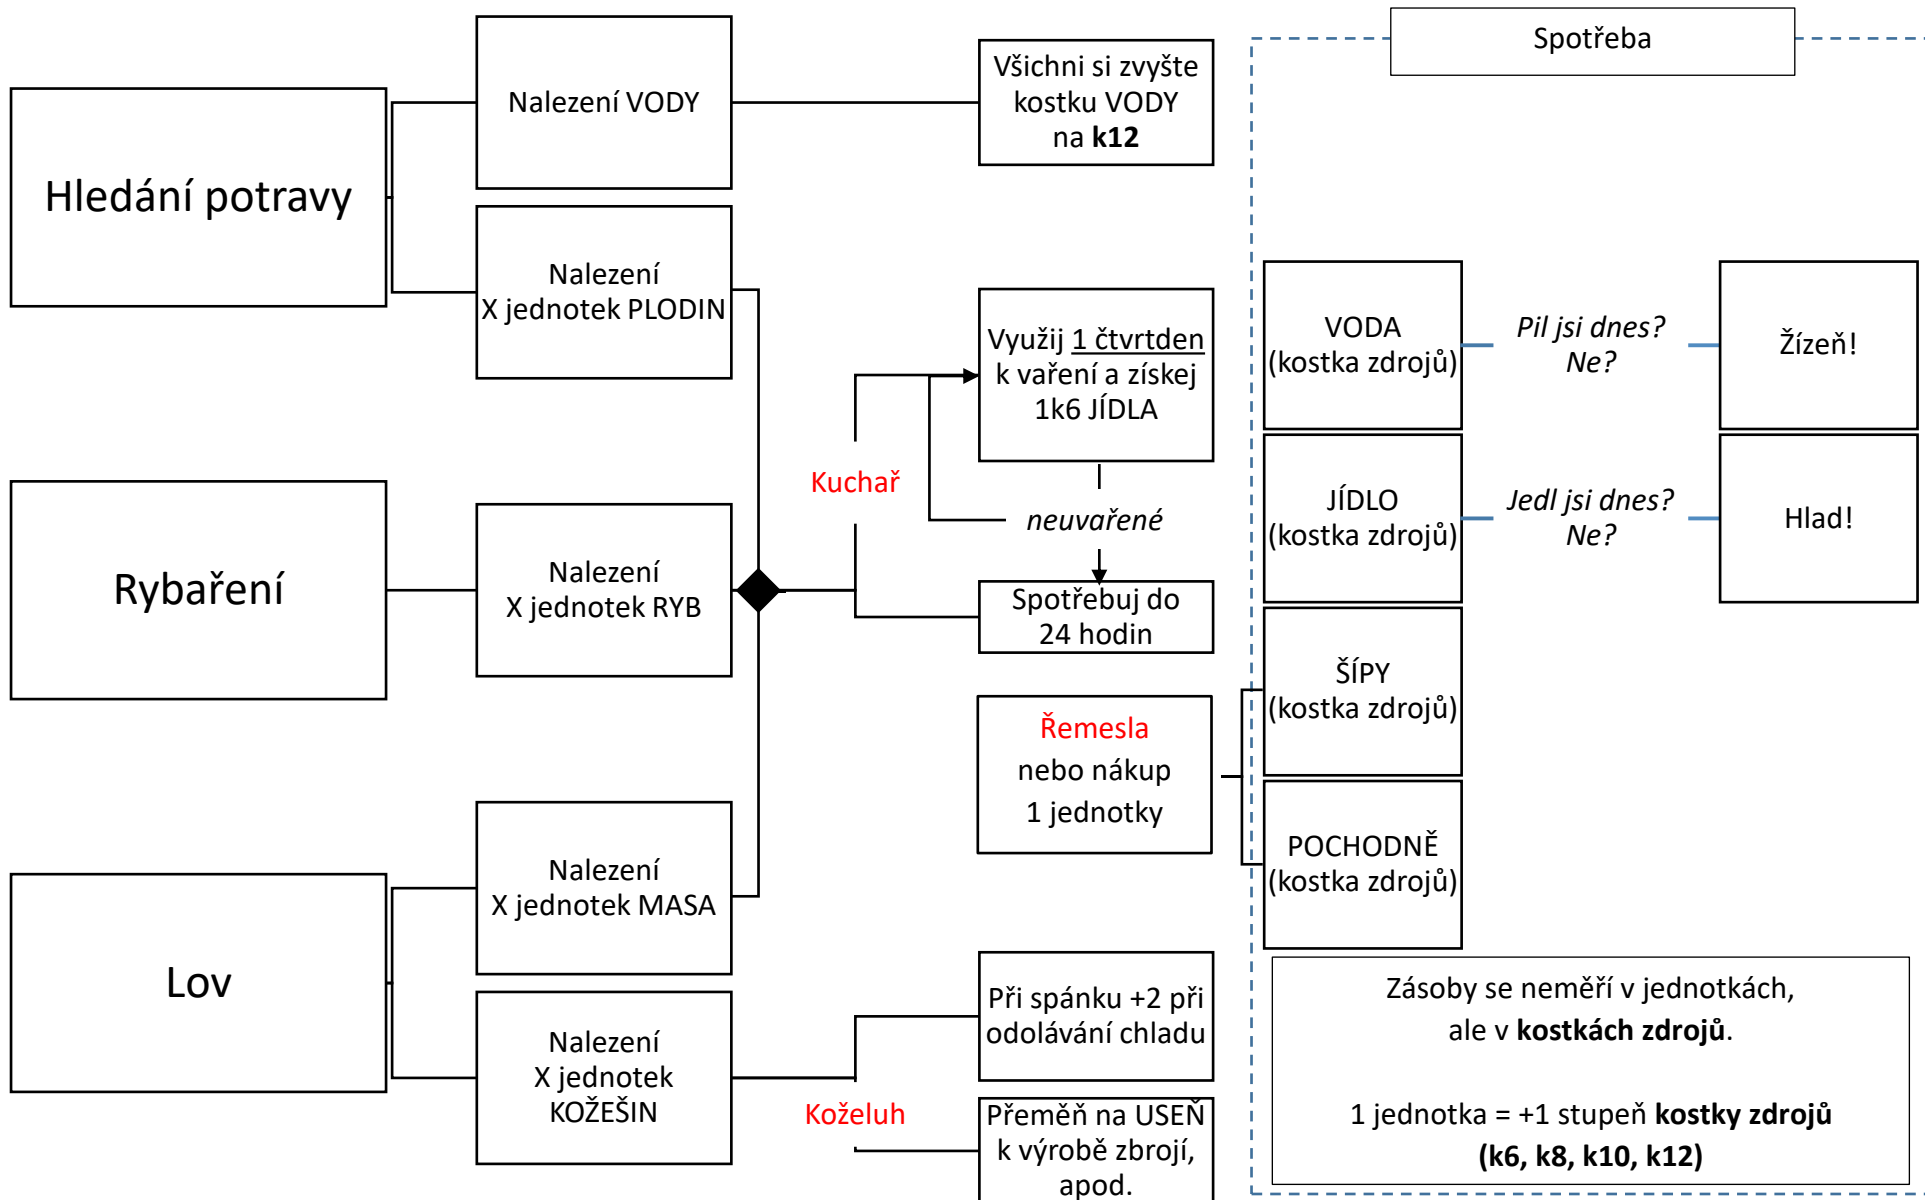 Hledání potravy
Rybaření
Lov
Nalezení VODY
Nalezení
X jednotek PLODIN
Nalezení
X jednotek RYB
Nalezení
X jednotek MASA
Nalezení
X jednotek
KOŽEŠIN
Kuchař
Koželuh
Všichni si zvyšte
kostku VODY
na k12
Využij 1 čtvrtden
k vaření a získej
1k6 JÍDLA
neuvařené
Spotřebuj do
24 hodin
Řemesla
nebo nákup
1 jednotky
Při spánku +2 při
odolávání chladu
Přeměň na USEŇ
k výrobě zbrojí,
apod.
Spotřeba
VODA
(kostka zdrojů)
Pil jsi dnes?
Ne?
Žízeň!
JÍDLO
(kostka zdrojů)
Jedl jsi dnes?
Ne?
Hlad!
ŠÍPY
(kostka zdrojů)
POCHODNĚ
(kostka zdrojů)
Zásoby se neměří v jednotkách,
ale v kostkách zdrojů.
1 jednotka = +1 stupeň kostky zdrojů
(k6, k8, k10, k12)